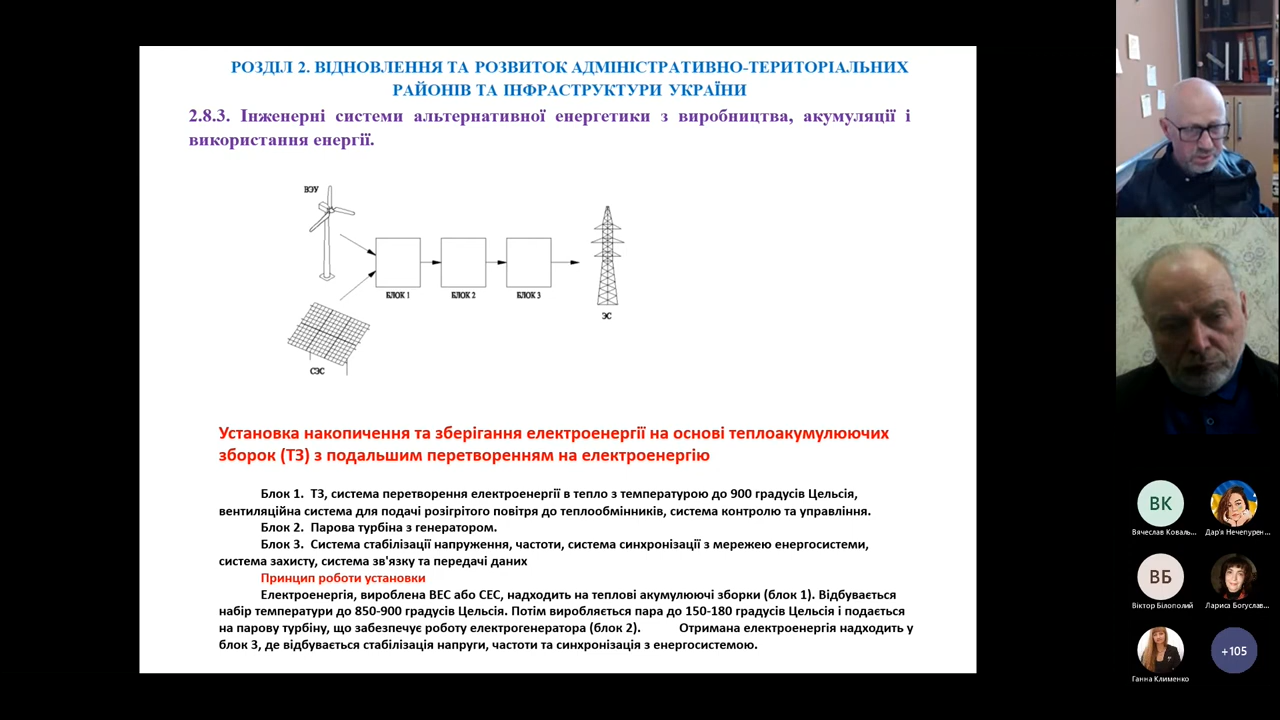 РОЗДІЛ 2. ВІДНОВЛЕННЯ ТА РОЗВИТОК АДМІНІСТРАТИВНО-ТЕРИТОРІАЛЬНИХ
РАЙОНІВ ТА ІНФРАСТРУКТУРИ УКРАЇНИ
2.8.3. Інженерні системи альтернативної енергетики з виробництва, акумуляції і
використання енергії.
ВЭУ
БЛОК 1
БЛОК 2
БЛОК 3
ЭС
СЭС
Установка накопичення та зберігання електроенергії на основі теплоакумулюючих
зборок (ТЗ) з подальшим перетворенням на електроенергію
Блок 1. ТЗ, система перетворення електроенергії в тепло з температурою до 900 градусів Цельсія,
вентиляційна система для подачі розігрітого повітря до теплообмінників, система контролю та управління.
Блок 2. Парова турбіна з генератором.
Блок 3. Система стабілізації напруження, частоти, система синхронізації з мережею енергосистеми,
система захисту, система зв'язку та передачі даних
Принцип роботи установки
Електроенергія, вироблена ВЕС або СЕС, надходить на теплові акумулюючі зборки (блок 1). Відбувається
набір температури до 850-900 градусів Цельсія. Потім виробляється пара до 150-180 градусів Цельсія і подається
на парову турбіну, що забезпечує роботу електрогенератора (блок 2). Отримана електроенергія надходить у
блок 3, де відбувається стабілізація напруги, частоти та синхронізація з енергосистемою.
ВК
Вячеслав Коваль...
Дар'я Нечепурен...
ВБ
Віктор Білополий
Лариса Богуслав...
Ганна Клименко
+105